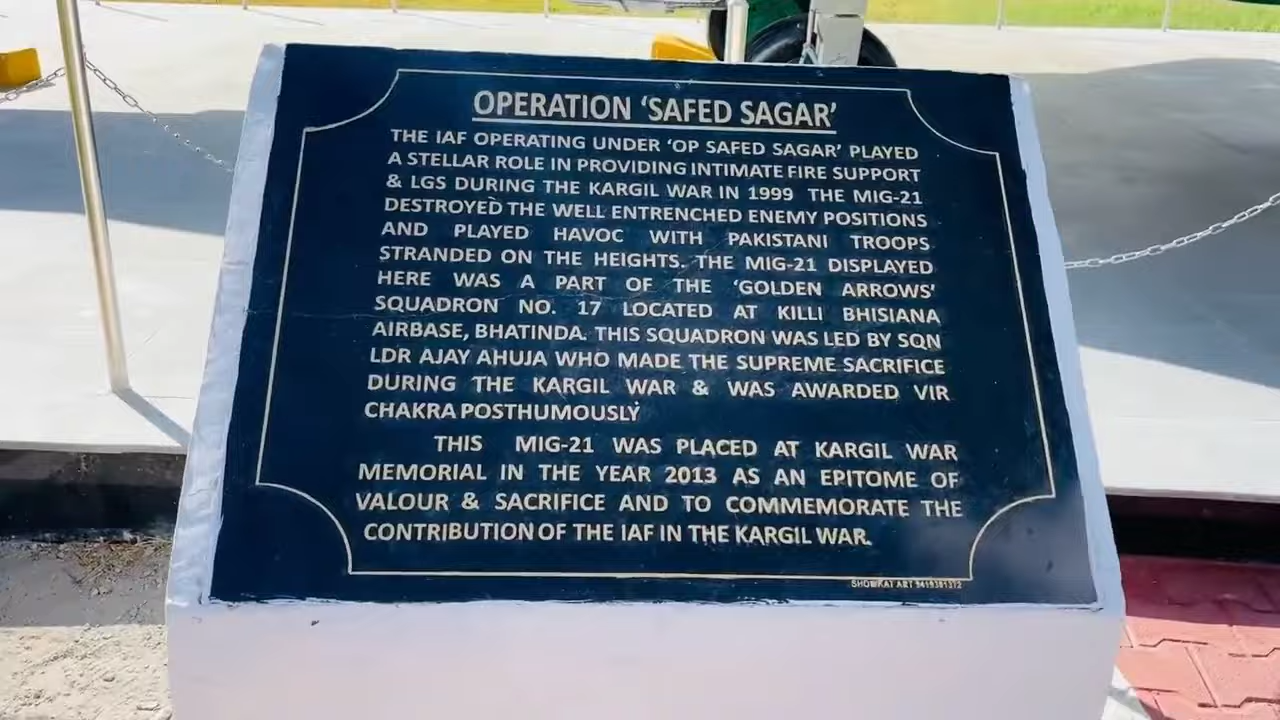 OPERATION 'SAFED SAGAR'
THE IAF OPERATING UNDER 'OP SAFED SAGAR' PLAYED
A STELLAR ROLE IN PROVIDING INTIMATE FIRE SUPPORT
& LGS DURING THE KARGIL WAR IN 1999 THE MIG-21
DESTROYED THE WELL ENTRENCHED ENEMY POSITIONS
AND PLAYED HAVOC WITH PAKISTANI TROOPS
STRANDED ON THE HEIGHTS. THE MIG-21 DISPLAYED
HERE WAS A PART OF THE 'GOLDEN ARROWS'
SQUADRON NO. 17 LOCATED AT KILLI BHISIANA
AIRBASE, BHATINDA. THIS SQUADRON WAS LED BY SQN
LDR AJAY AHUJA WHO MADE THE SUPREME SACRIFICE
DURING THE KARGIL WAR & WAS AWARDED VIR
CHAKRA POSTHUMOUSLY
THIS MIG-21 WAS PLACED AT KARGIL WAR
MEMORIAL IN THE YEAR 2013 AS AN EPITOME OF
VALOUR & SACRIFICE AND TO COMMEMORATE THE
CONTRIBUTION OF THE IAF IN THE KARGIL WAR.
SHOWKAT ART 9419381312